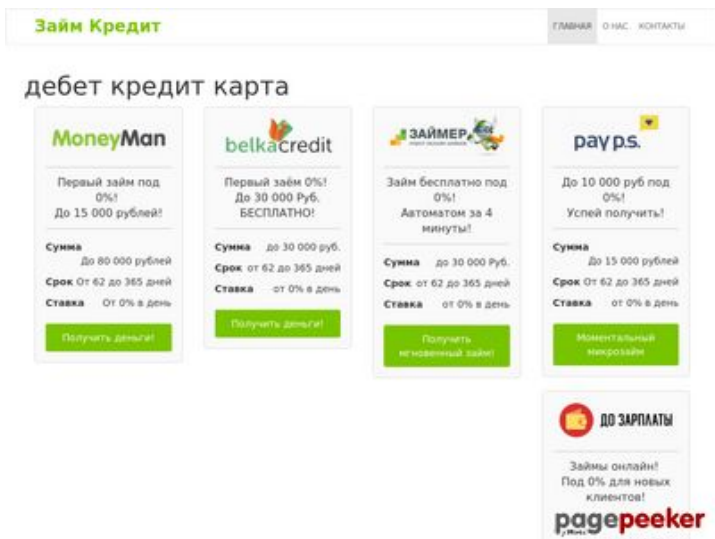 Займ Кредит
ГЛАВНАЯ О НАС КОНТАКТЫ
дебет кредит карта
MoneyMan
Первый займ под
0%!
До 15 000 рублей!
Сумма
До 80 000 рублей
Срок От 62 до 365 дней
Ставка От 0% в день
Получить деньги!
belkacredit
Первый заём 0%!
До 30 000 Руб.
БЕСПЛАТНО!
Сумма до 30 000 руб.
Срок от 62 до 365 дней
Ставка от 0% в день
Получить деньги!
ЗАЙМЕР
Займ бесплатно под
0%!
Автоматом за 4
минуты!
Сумма до 30 000 Руб.
Срок от 62 до 365 дней
Ставка от 0% в день
Получить
мгновенный займ!
pay p.s.
До 10 000 руб под
0%!
Успей получить!
Сумма
До 15 000 рублей
Срок От 62 до 365 дней
Ставка от 0% в день
Моментальный
микрозайм
ДО ЗАРПЛАТЫ
Займы онлайн!
Под 0% для новых
клиентов!
pagepeeker